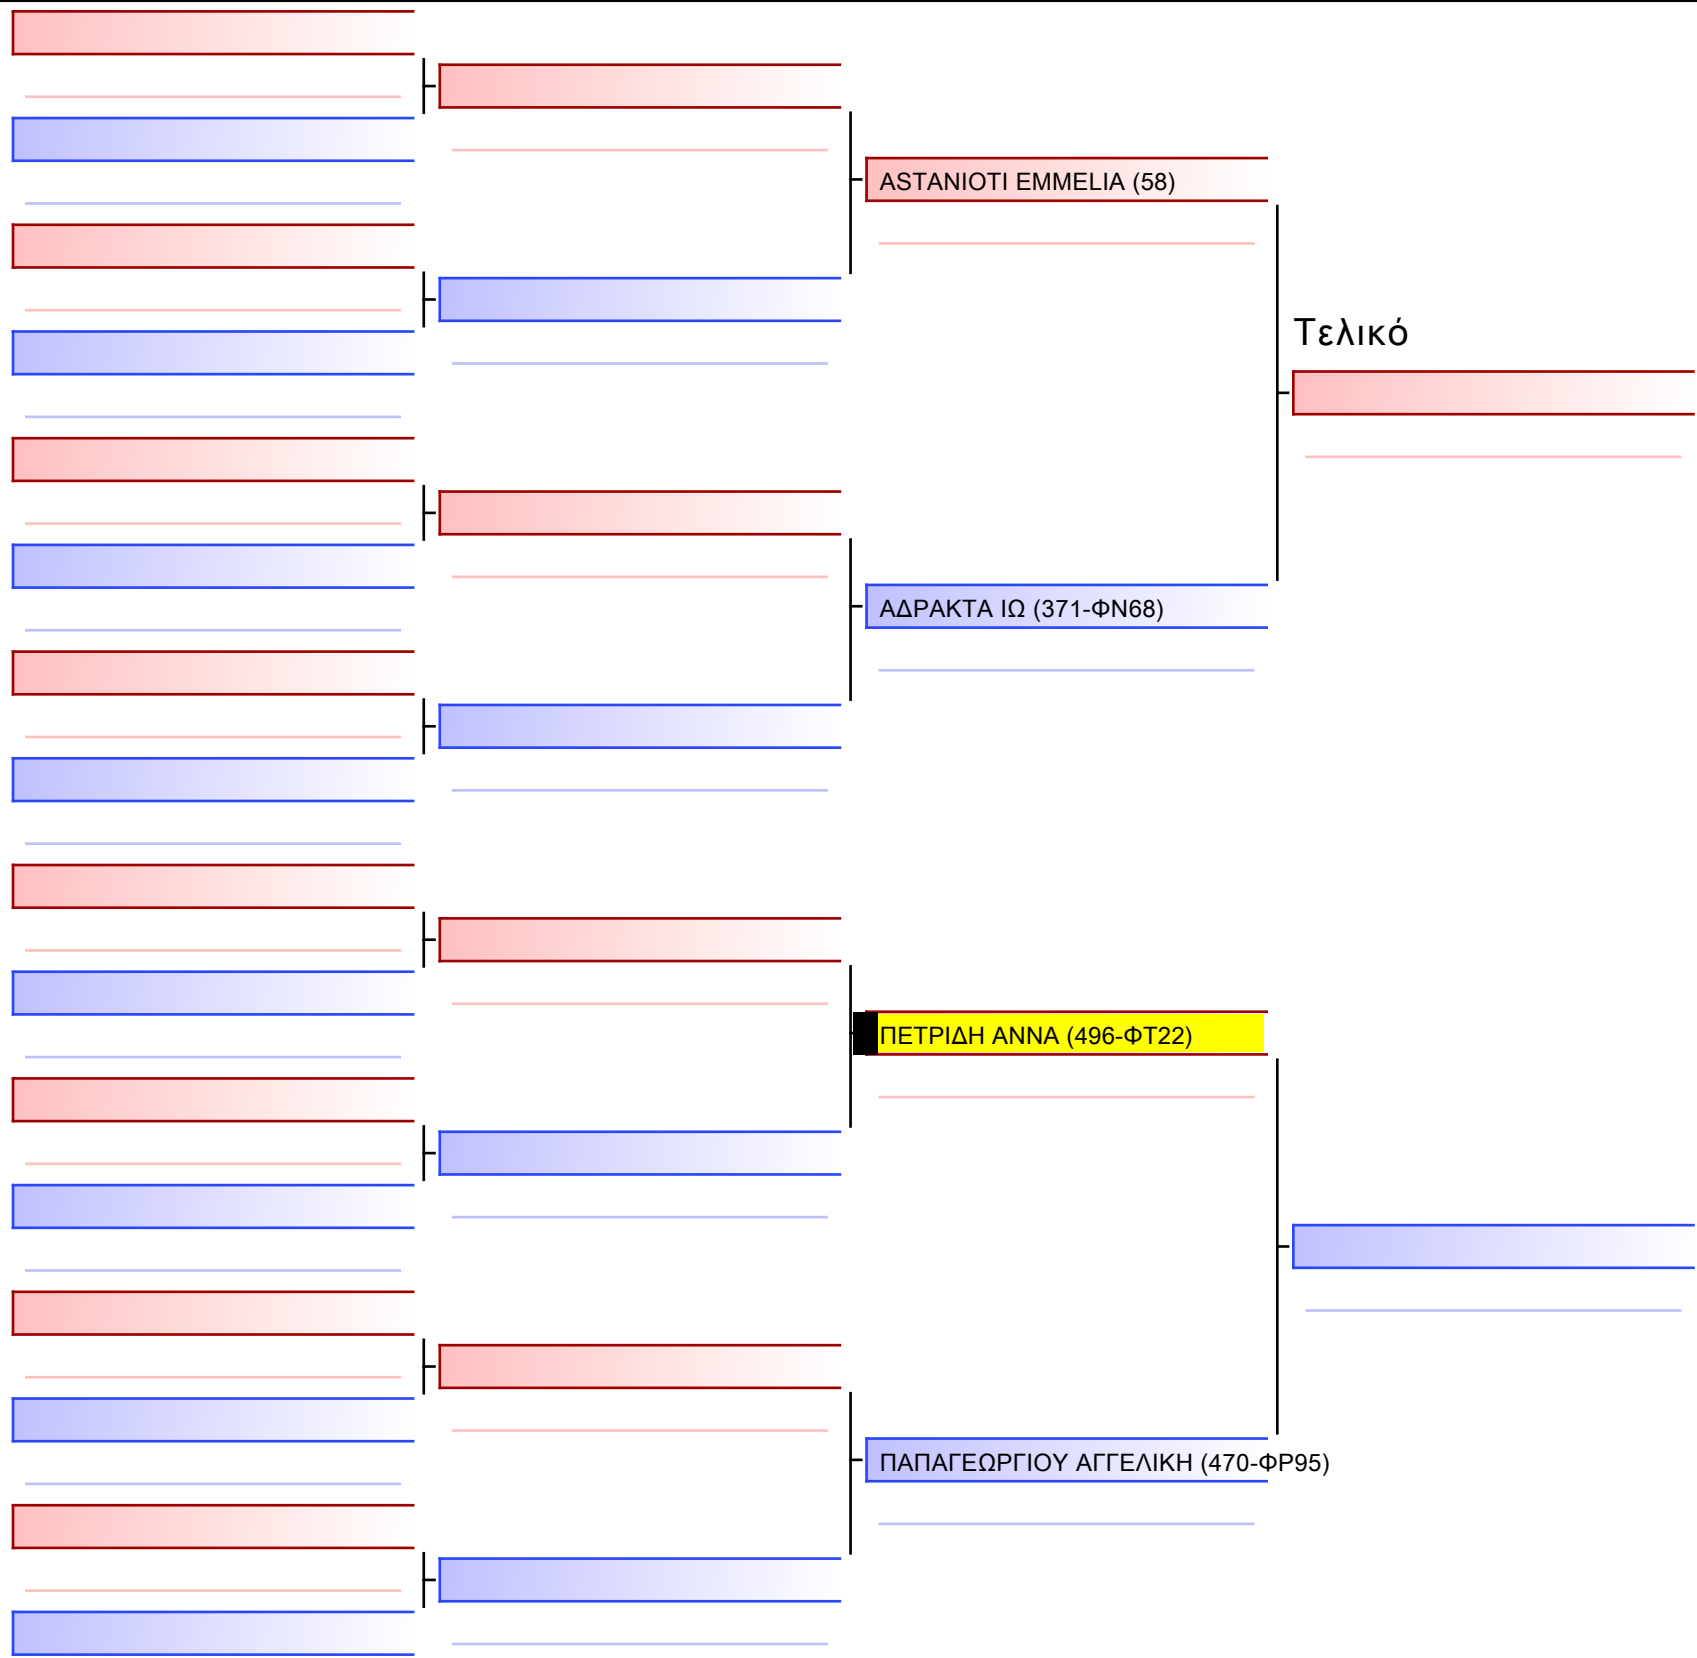 ASTANIOTI EMMELIA (58)
Τελικό
ΑΔΡΑΚΤΑ ΙΩ (371-ΦΝ68)
ΠΕΤΡΙΔΗ ΑΝΝΑ (496-ΦΤ22)
ΠΑΠΑΓΕΩΡΓΙΟΥ ΑΓΓΕΛΙΚΗ (470-ΦΡ95)